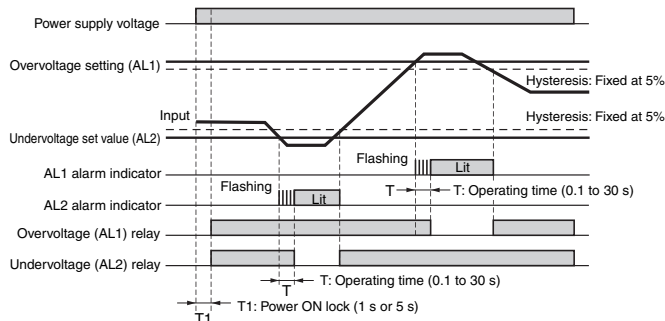 Power supply voltage
Overvoltage setting (AL1)
Hysteresis: Fixed at 5%
Input
Hysteresis: Fixed at 5%
Undervoltage set value (AL2)
Flashing
Lit
AL1 alarm indicator
T
T: Operating time (0.1 to 30 s)
Flashing
Lit
AL2 alarm indicator
Overvoltage (AL1) relay
Undervoltage (AL2) relay
T
T: Operating time (0.1 to 30 s)
T1: Power ON lock (1 s or 5 s)
T1